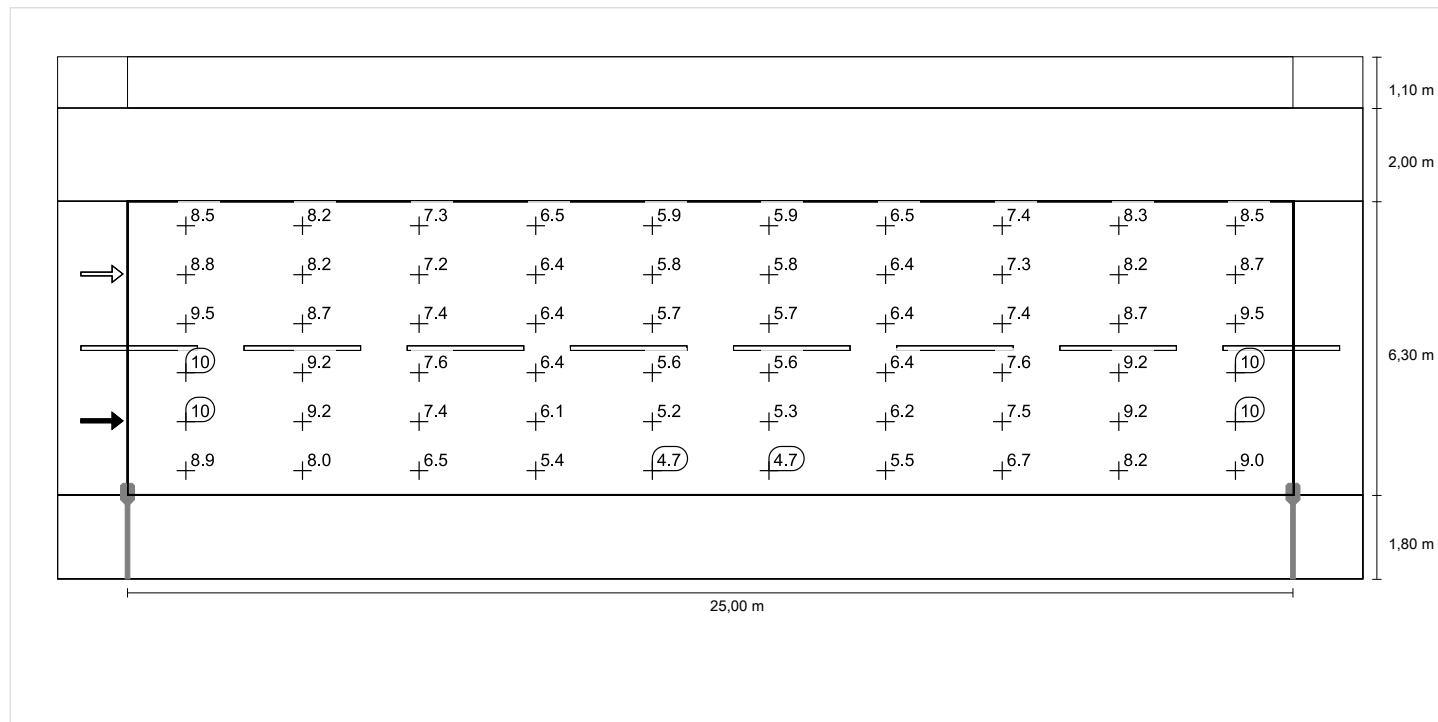 1,10 m
2,00 m
8.5 8.2 7.3 6.5 5.9 5.9 6.5 7.4 8.3 8.5
8.8 8.2 7.2 6.4 5.8 5.8 6.4 7.3 8.2 8.7
9.5 8.7 7.4 6.4 5.7 5.7 6.4 7.4 8.7 9.5
6,30 m
10 9.2 7.6 6.4 5.6 5.6 6.4 7.6 9.2 10
10 9.2 7.4 6.1 5.2 5.3 6.2 7.5 9.2 10
8.9 8.0 6.5 5.4 4.7 4.7 5.5 6.7 8.2 9.0
1,80 m
25,00 m